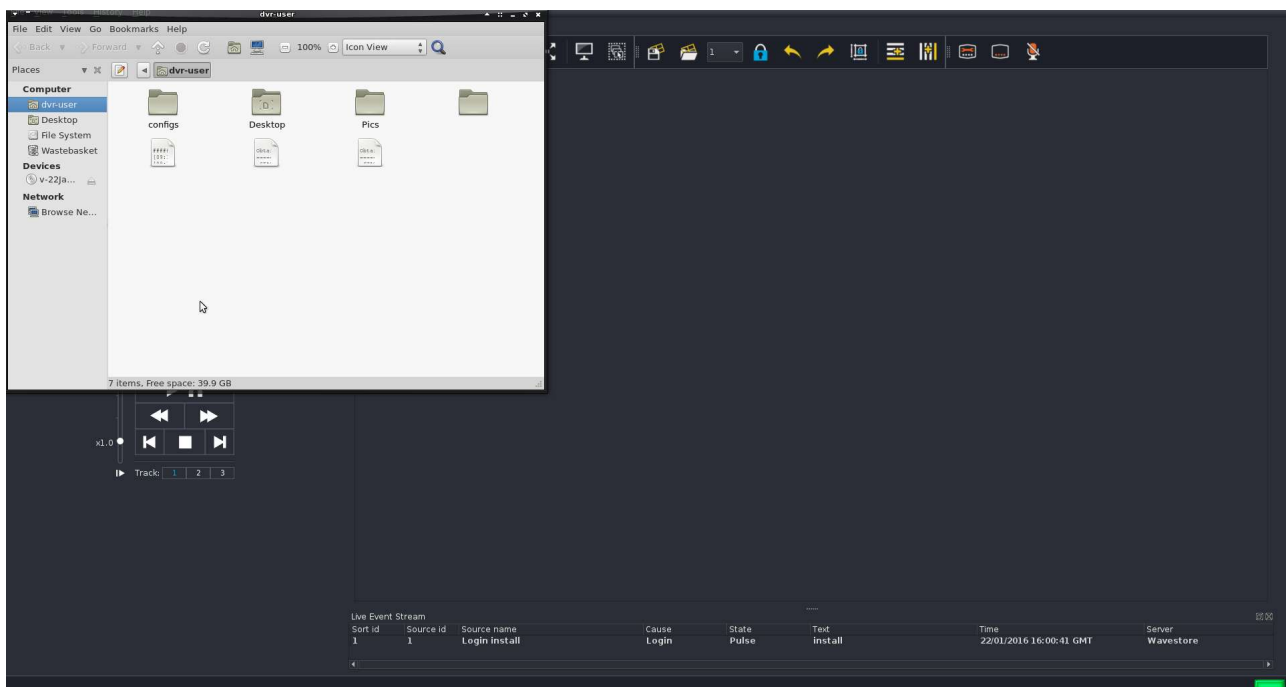 dvr-user
File Edit View Go Bookmarks Help
Back Forward 100% Icon View
1
Places dvr-user
Computer
dvr-user
Desktop
File System
Wastebasket
Devices
v-22Ja...
Network
Browse Ne...
configs Desktop Pics
7 items, Free space: 39.9 GB
x1.0
Track: 1 2 3
Live Event Stream
Sort id Source id Source name Cause State Text Time Server
1 1 Login install Login Pulse install 22/01/2016 16:00:41 GMT Wavestore